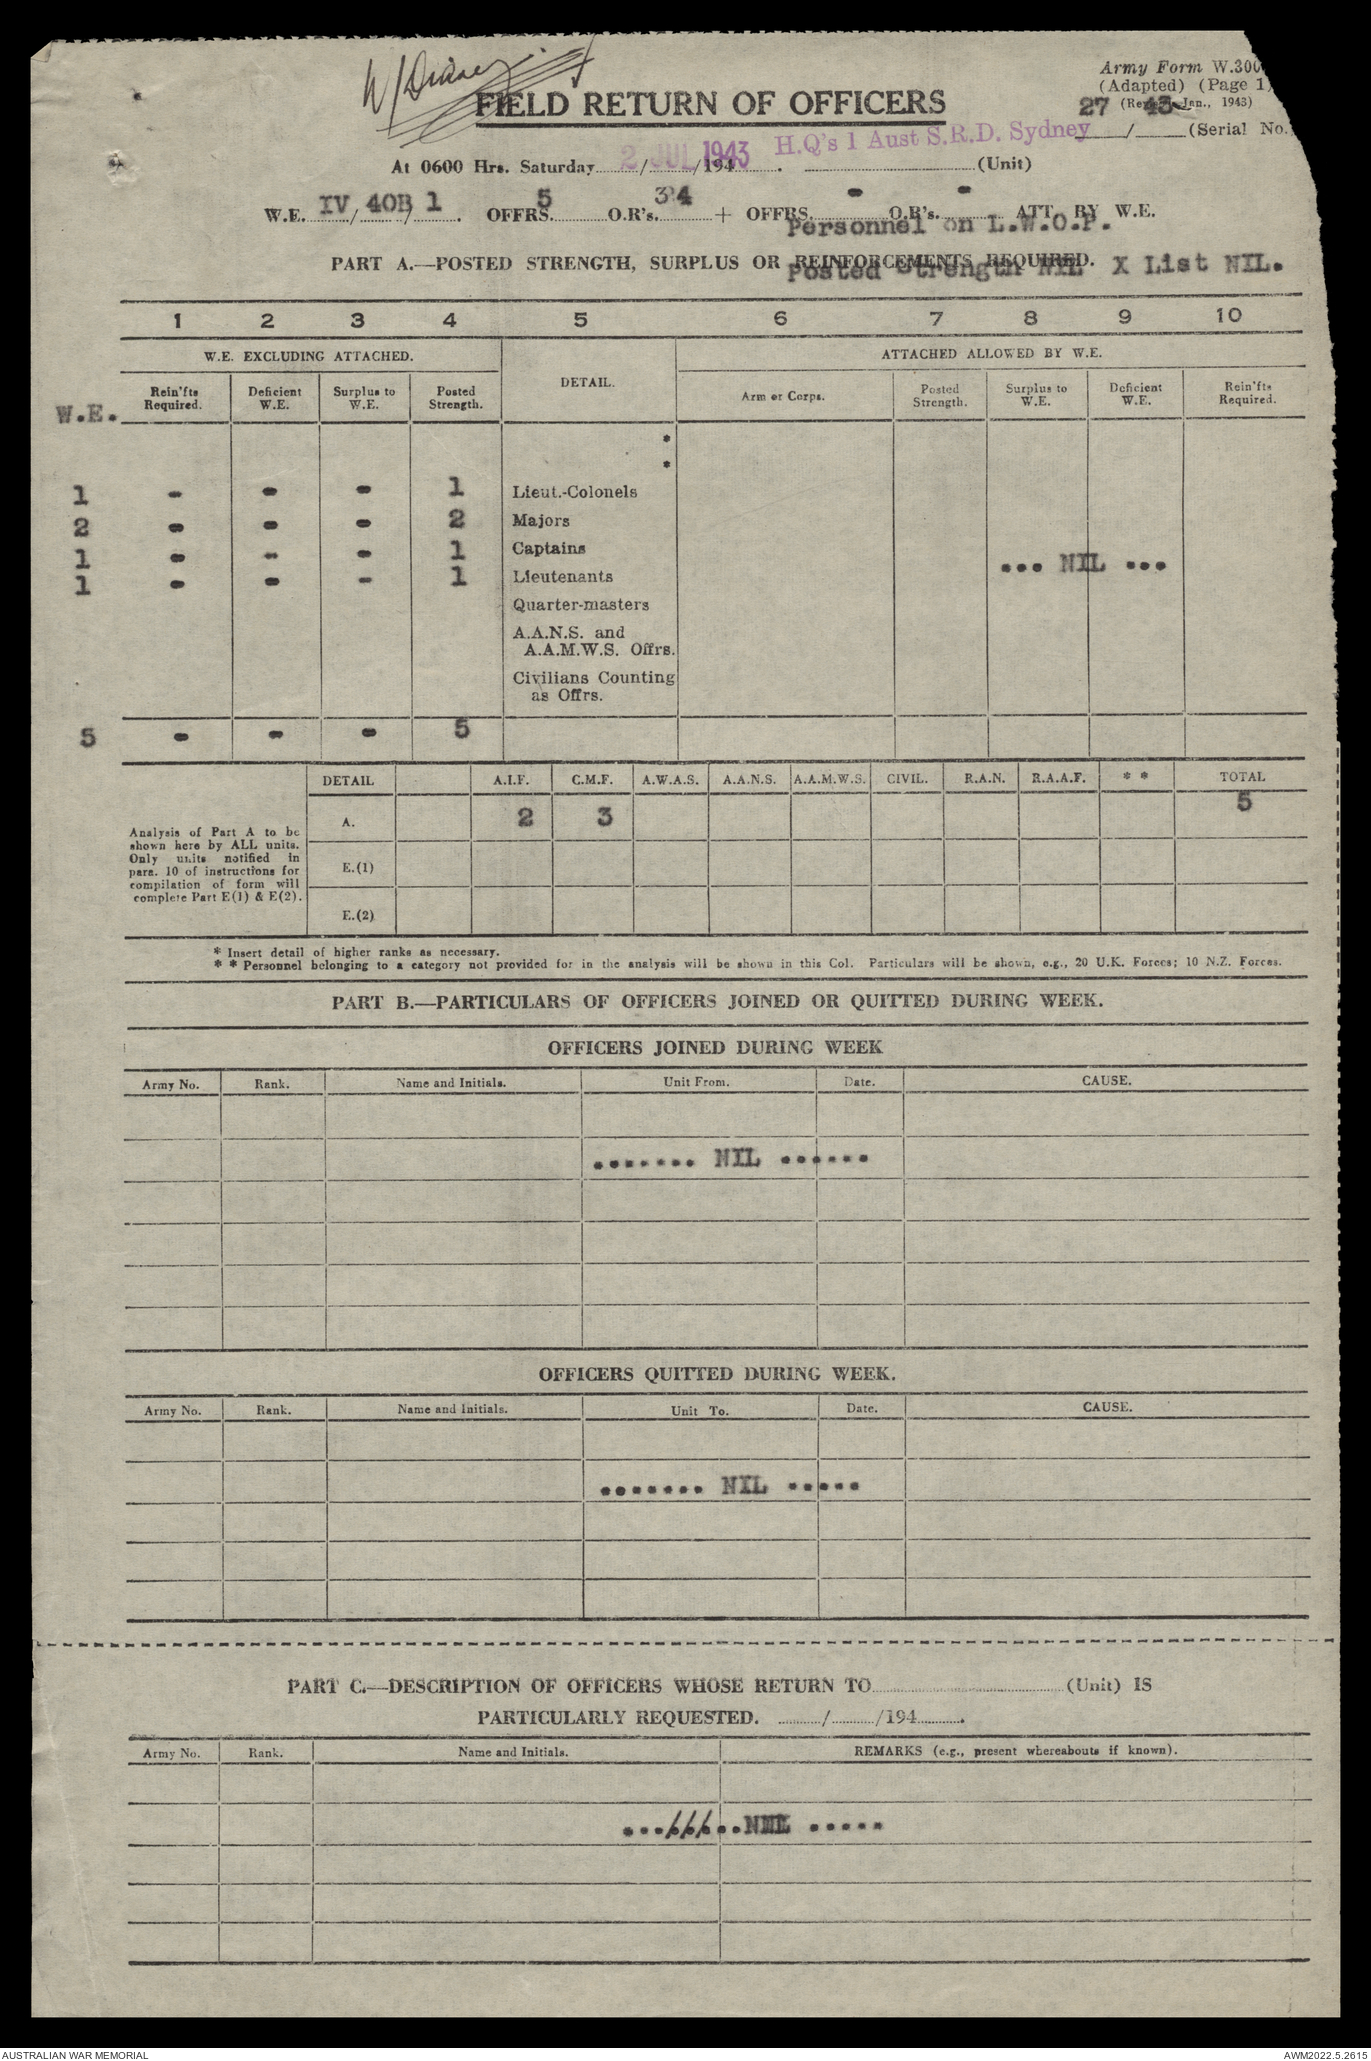 W/Diary
Army Form W.300
(Adapted) (Page 1)
FIELD RETURN OF OFFICERS
27 43 (Rev. Jan., 1943)
H.Q's 1 Aust S.R.D. Sydney ____/____ (Serial No.)
At 0600 Hrs. Saturday 2 JUL 1943 /194 . (Unit)
W.E. IV / 40B / 1 . OFFRS. 5 O.R's. 34 + OFFRS. - O.R's. - ATT. BY W.E.
Personnel on L.W.O.P.
PART A.—POSTED STRENGTH, SURPLUS OR REINFORCEMENTS REQUIRED.
Posted Strength NIL X List NIL.
1 2 3 4 5 6 7 8 9 10
W.E. EXCLUDING ATTACHED. DETAIL. ATTACHED ALLOWED BY W.E.
W.E. Rein'fts Required. Deficient W.E. Surplus to W.E. Posted Strength. Arm or Corps. Posted Strength. Surplus to W.E. Deficient W.E. Rein'fts Required.
*
*
1 - - - 1 Lieut.-Colonels
2 - - - 2 Majors
1 - - - 1 Captains
... NIL ...
1 - - - 1 Lieutenants
Quarter-masters
A.A.N.S. and
A.A.M.W.S. Offrs.
Civilians Counting
as Offrs.
5 - - - 5
DETAIL A.I.F. C.M.F. A.W.A.S. A.A.N.S. A.A.M.W.S. CIVIL. R.A.N. R.A.A.F. * * TOTAL
A. 2 3 5
Analysis of Part A to be
shown here by ALL units.
Only units notified in
para. 10 of instructions for
compilation of form will
complete Part E(1) & E(2).
E.(1)
E.(2)
* Insert detail of higher ranks as necessary.
* * Personnel belonging to a category not provided for in the analysis will be shown in this Col. Particulars will be shown, e.g., 20 U.K. Forces; 10 N.Z. Forces.
PART B.—PARTICULARS OF OFFICERS JOINED OR QUITTED DURING WEEK.
OFFICERS JOINED DURING WEEK
Army No. Rank. Name and Initials. Unit From. Date. CAUSE.
....... NIL ......
OFFICERS QUITTED DURING WEEK.
Army No. Rank. Name and Initials. Unit To. Date. CAUSE.
....... NIL .....
PART C.—DESCRIPTION OF OFFICERS WHOSE RETURN TO (Unit) IS
PARTICULARLY REQUESTED. ____/____/194____.
Army No. Rank. Name and Initials. REMARKS (e.g., present whereabouts if known).
...///..NIL .....
AUSTRALIAN WAR MEMORIAL
AWM2022.5.2615